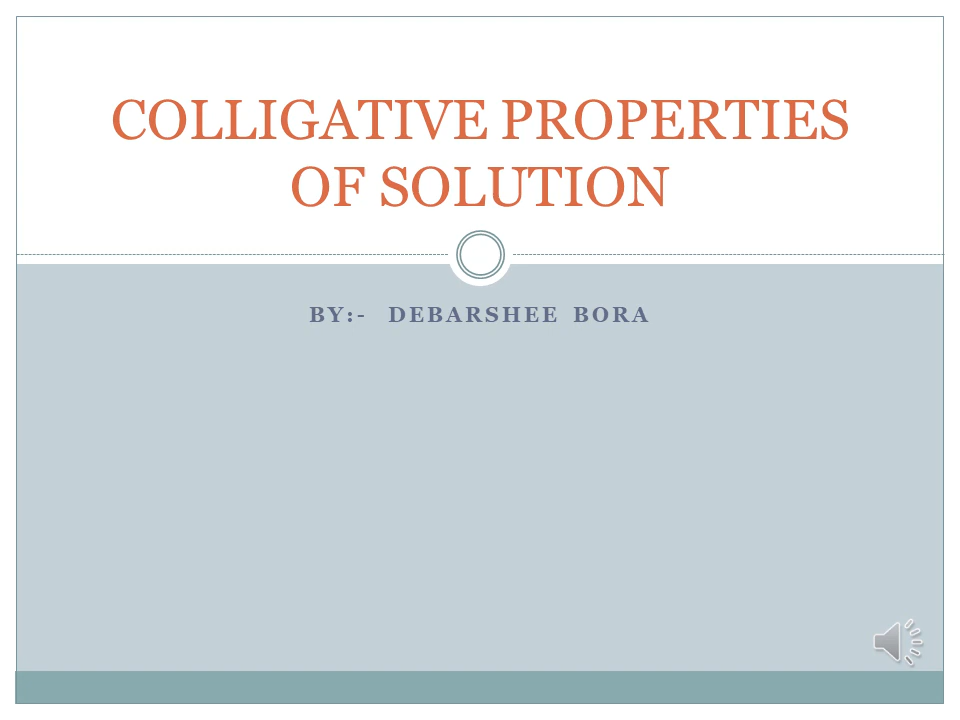 COLLIGATIVE PROPERTIES
OF SOLUTION
BY:- DEBARSHEE BORA